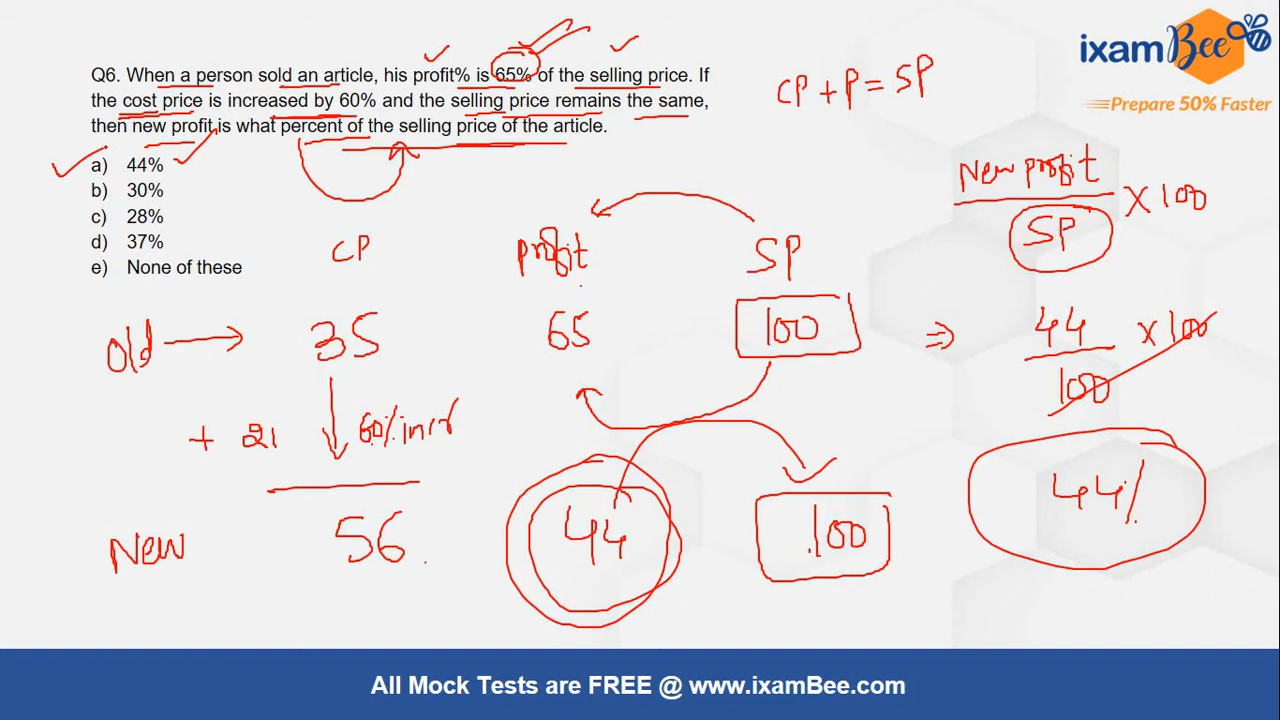 ixamBee
Prepare 50% Faster
Q6. When a person sold an article, his profit% is 65% of the selling price. If
the cost price is increased by 60% and the selling price remains the same,
then new profit is what percent of the selling price of the article.
a) 44%
b) 30%
c) 28%
d) 37%
e) None of these
CP + P = SP
New profit
SP
X 100
CP profit SP
Old → 35 65 100
⇒ 44
100
X 100
+ 21 60% incr
New 56 44 100
44%
All Mock Tests are FREE @ www.ixamBee.com